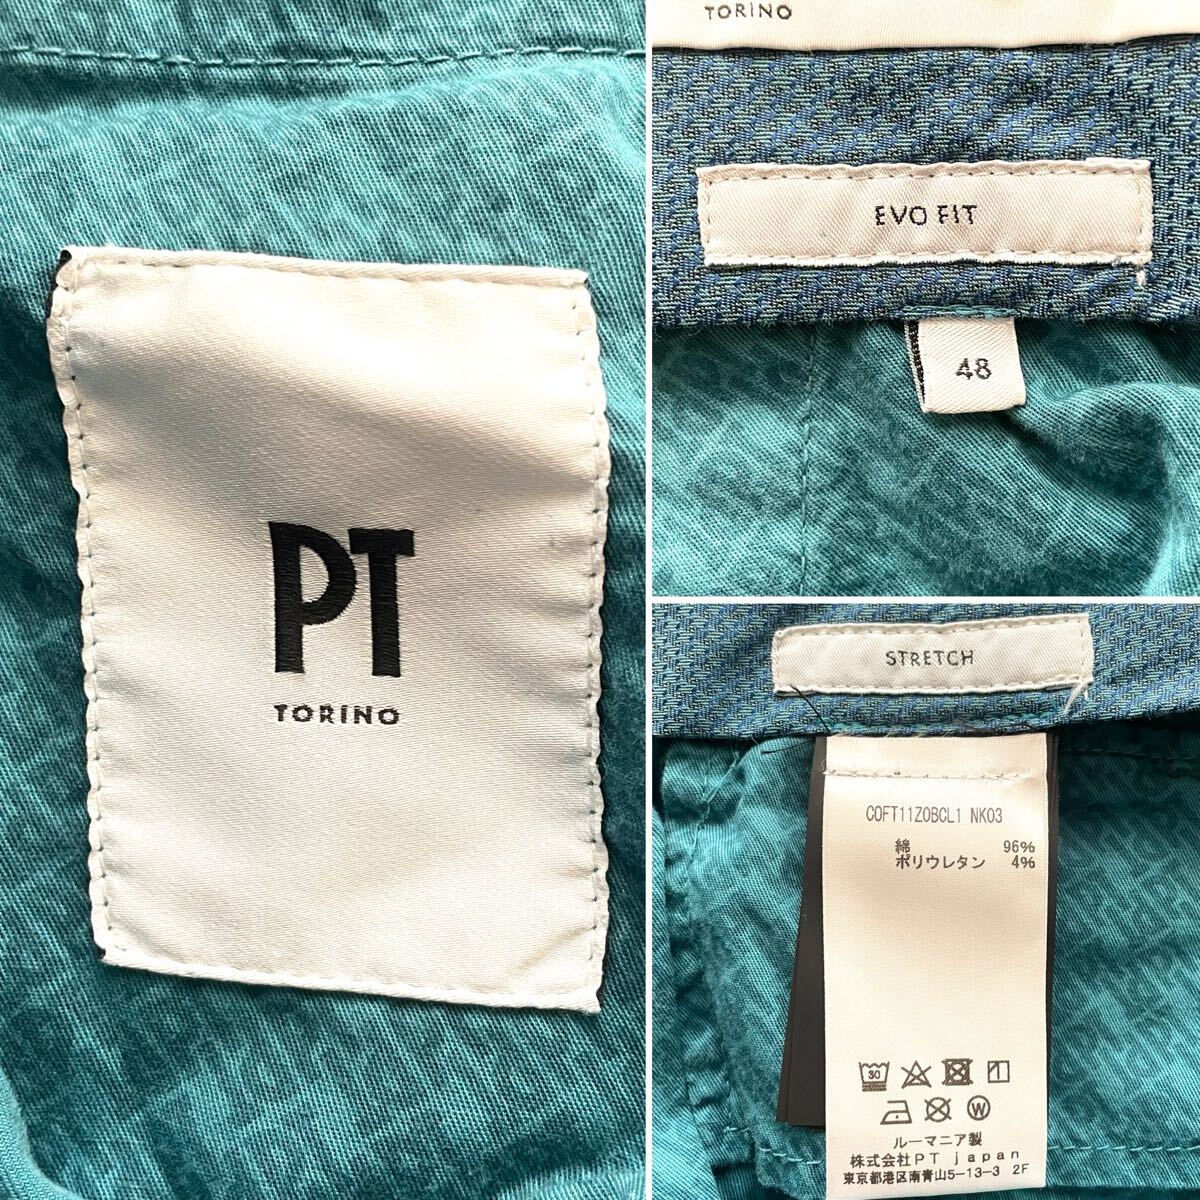 PT
TORINO
TORINO
EVO FIT
48
STRETCH
COFT11Z0BCL1 NK03
綿 96%
ポリウレタン 4%
30
W
ルーマニア製
株式会社PT japan
東京都港区南青山5-13-3 2F